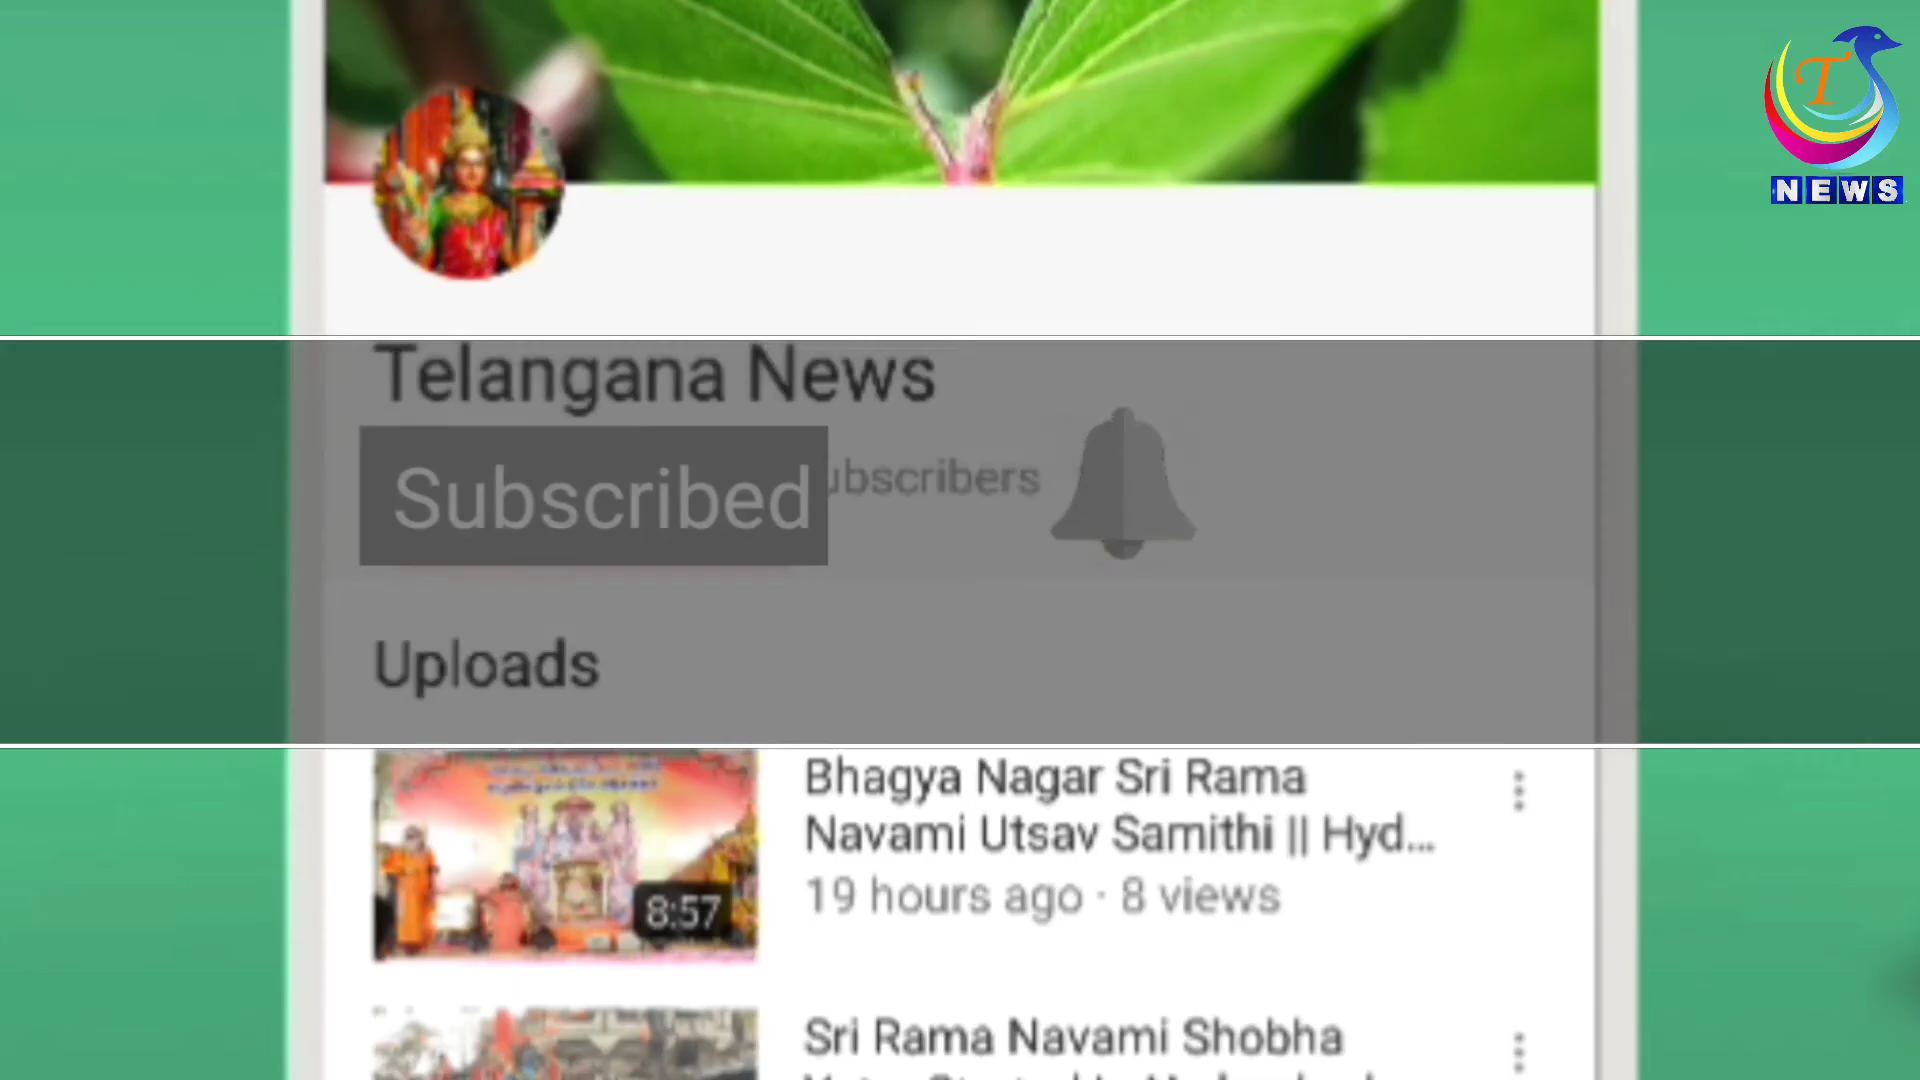 T
NEWS
Telangana News
Subscribed
ubscribers
Uploads
Bhagya Nagar Sri Rama
Navami Utsav Samithi || Hyd...
19 hours ago · 8 views
8:57
Sri Rama Navami Shobha